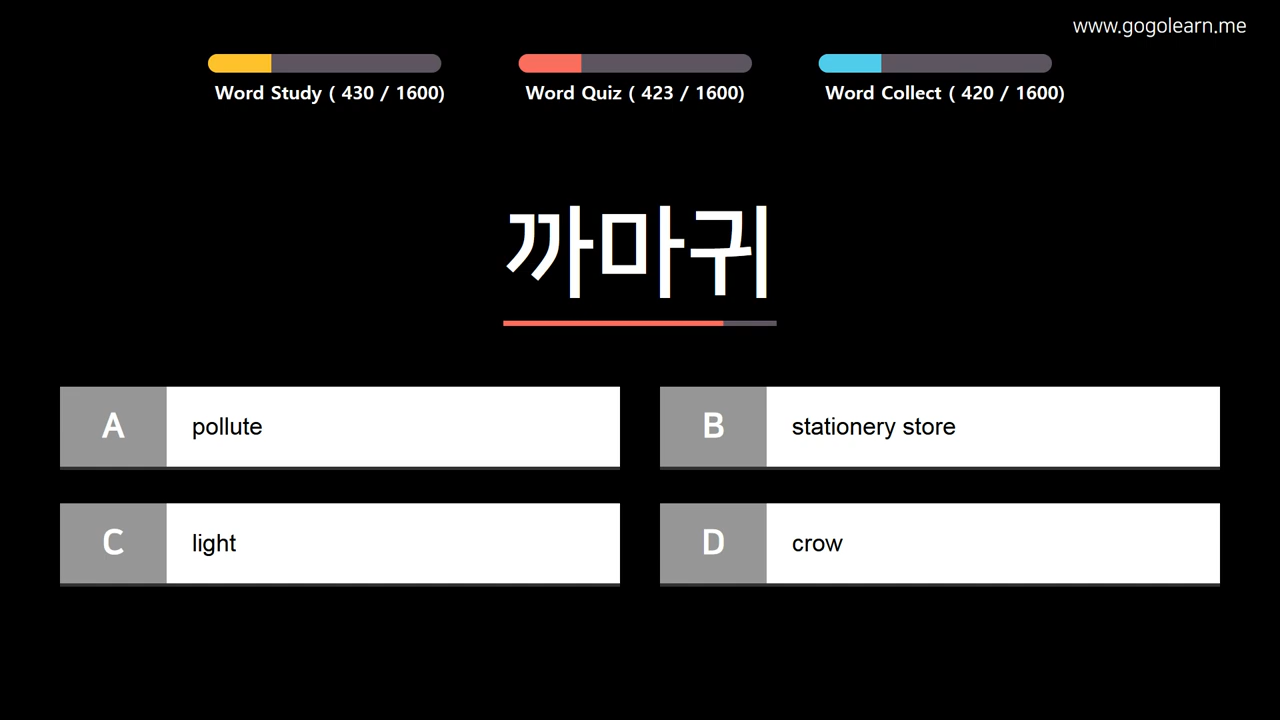 www.gogolearn.me
Word Study ( 430 / 1600)
Word Quiz ( 423 / 1600)
Word Collect ( 420 / 1600)
까마귀
A pollute
B stationery store
C light
D crow